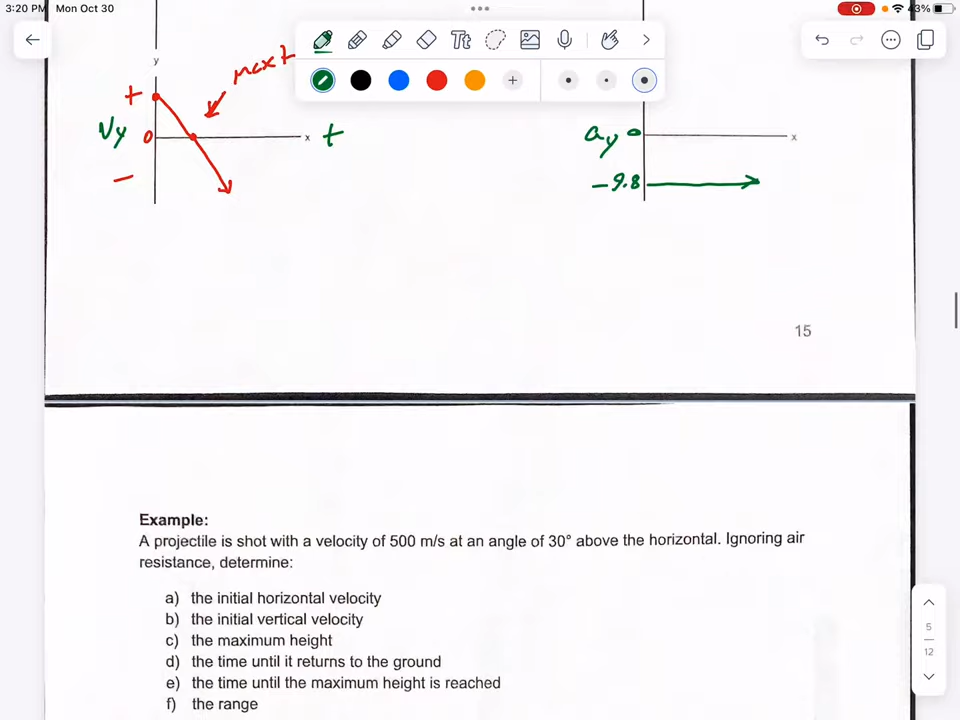 3:20 PM Mon Oct 30
43%
Tt
y
+
max t
Vy
0
x
t
−
ay
0
x
−9.8
15
Example:
A projectile is shot with a velocity of 500 m/s at an angle of 30° above the horizontal. Ignoring air
resistance, determine:
a) the initial horizontal velocity
b) the initial vertical velocity
c) the maximum height
d) the time until it returns to the ground
e) the time until the maximum height is reached
f) the range
5
12